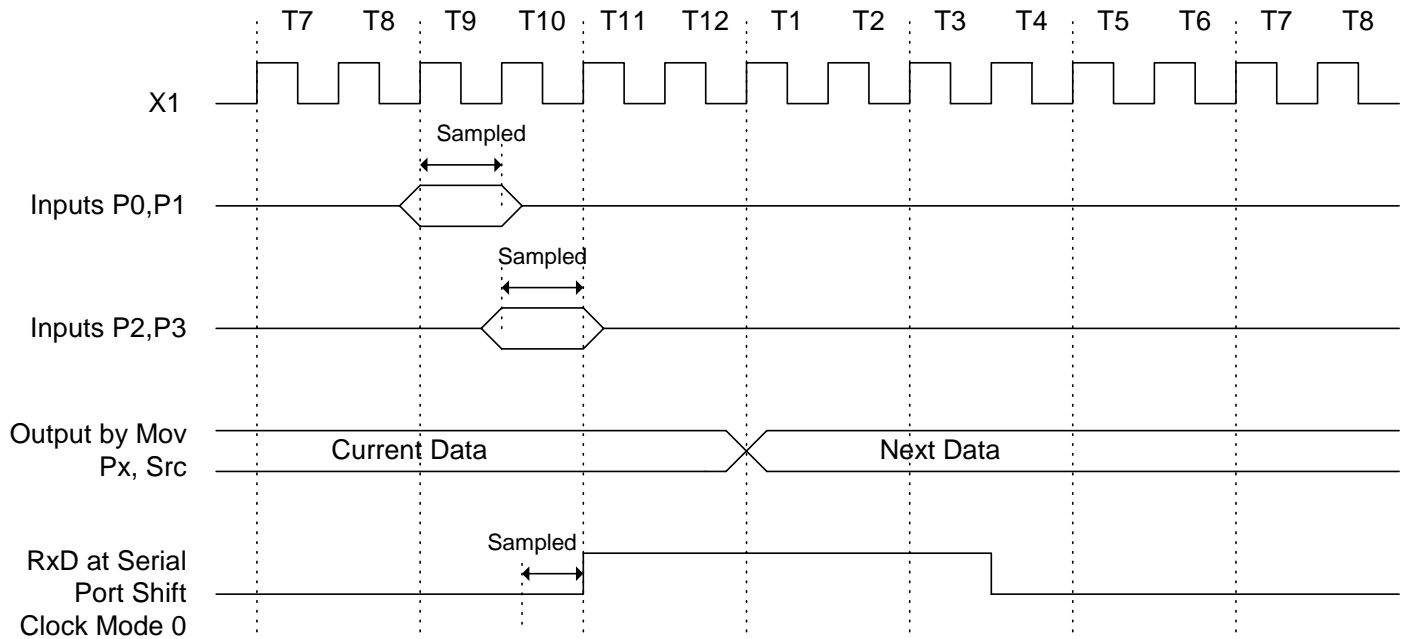 T7 T8 T9 T10 T11 T12 T1 T2 T3 T4 T5 T6 T7 T8
X1
Sampled
Inputs P0,P1
Sampled
Inputs P2,P3
Output by Mov
Px, Src
Current Data
Next Data
Sampled
RxD at Serial
Port Shift
Clock Mode 0